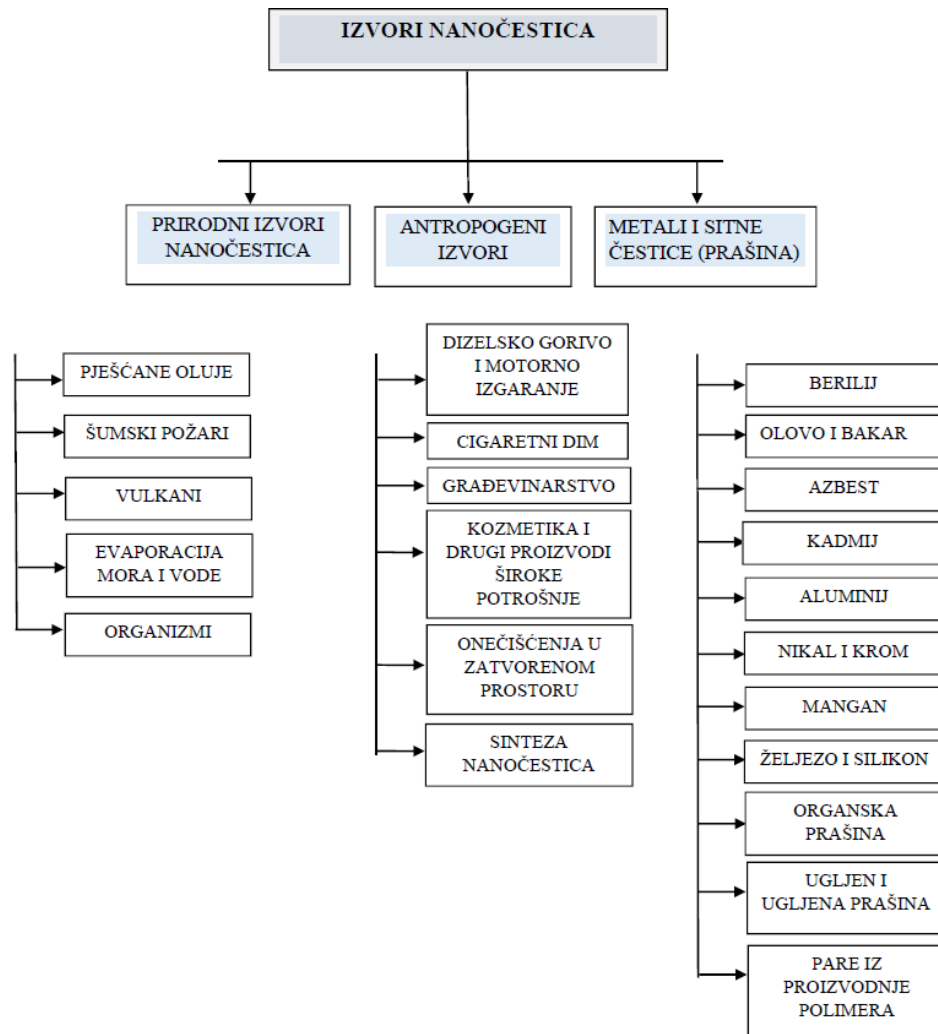 IZVORI NANOČESTICA
PRIRODNI IZVORI
NANOČESTICA
ANTROPOGENI
IZVORI
METALI I SITNE
ČESTICE (PRAŠINA)
PJEŠĆANE OLUJE
ŠUMSKI POŽARI
VULKANI
EVAPORACIJA
MORA I VODE
ORGANIZMI
DIZELSKO GORIVO
I MOTORNO
IZGARANJE
CIGARETNI DIM
GRAĐEVINARSTVO
KOZMETIKA I
DRUGI PROIZVODI
ŠIROKE
POTROŠNJE
ONEČIŠĆENJA U
ZATVORENOM
PROSTORU
SINTEZA
NANOČESTICA
BERILIJ
OLOVO I BAKAR
AZBEST
KADMIJ
ALUMINIJ
NIKAL I KROM
MANGAN
ŽELJEZO I SILIKON
ORGANSKA
PRAŠINA
UGLJEN I
UGLJENA PRAŠINA
PARE IZ
PROIZVODNJE
POLIMERA